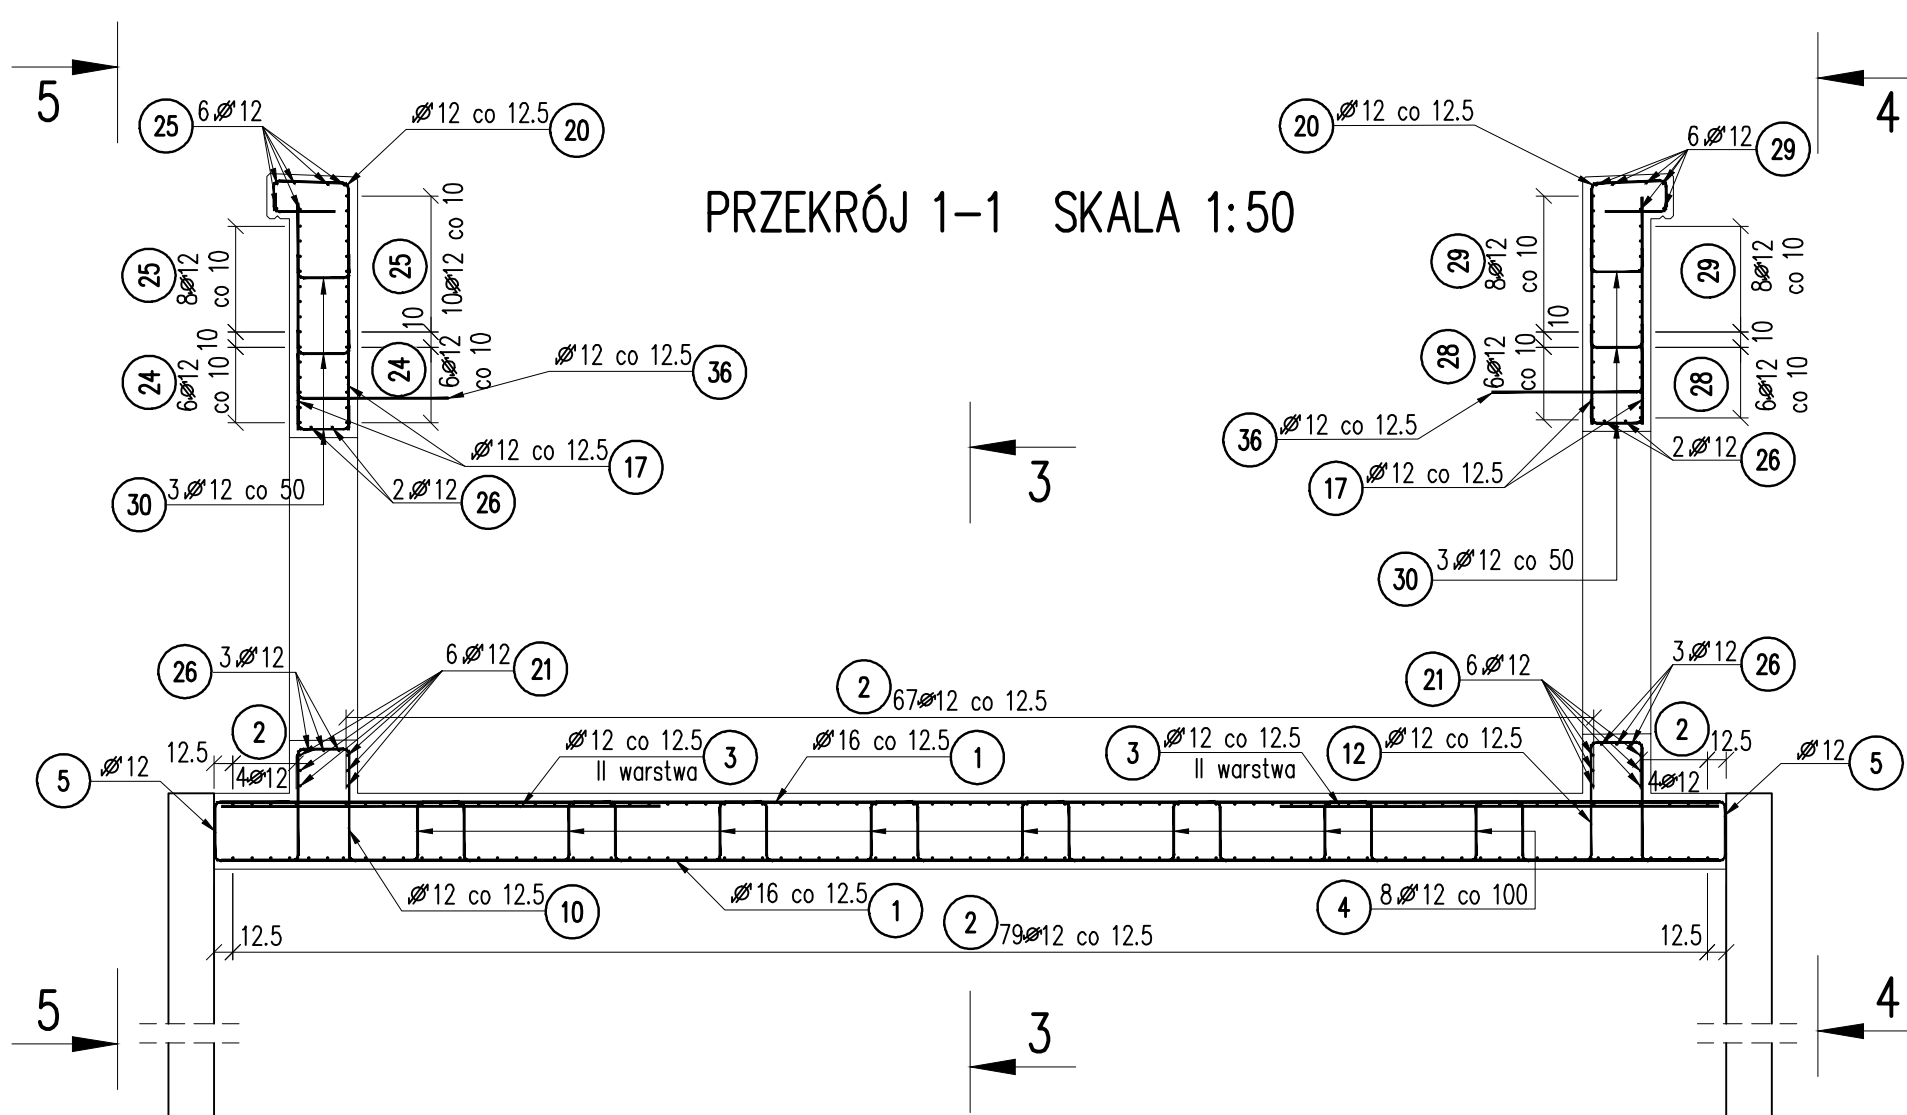 5
4
25 6⌀12
⌀12 co 12.5 20
20 ⌀12 co 12.5
6⌀12 29
PRZEKRÓJ 1-1 SKALA 1:50
25 8⌀12 co 10
25 10⌀12 co 10
29 8⌀12 co 10
29 8⌀12 co 10
10
10
10
10
24 6⌀12 co 10
24 6⌀12 co 10
28 6⌀12 co 10
28 6⌀12 co 10
⌀12 co 12.5 36
36 ⌀12 co 12.5
⌀12 co 12.5 17
17 ⌀12 co 12.5
2⌀12 26
30 3⌀12 co 50
2⌀12 26
3
30 3⌀12 co 50
26 3⌀12
6⌀12 21
21 6⌀12
3⌀12 26
2 67⌀12 co 12.5
2
2
5 ⌀12
12.5
4⌀12
⌀12 co 12.5 3
II warstwa
⌀16 co 12.5 1
3 ⌀12 co 12.5
II warstwa
12 ⌀12 co 12.5
12.5
4⌀12
⌀12 5
⌀12 co 12.5 10
⌀16 co 12.5 1
4 8⌀12 co 100
12.5
2 79⌀12 co 12.5
12.5
5
3
4